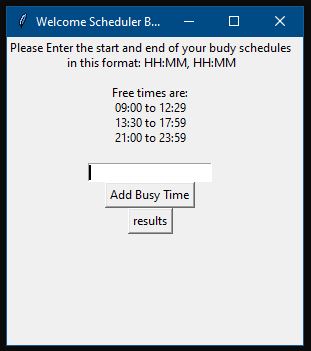 Welcome Scheduler B...
Please Enter the start and end of your budy schedules
in this format: HH:MM, HH:MM
Free times are:
09:00 to 12:29
13:30 to 17:59
21:00 to 23:59
Add Busy Time
results